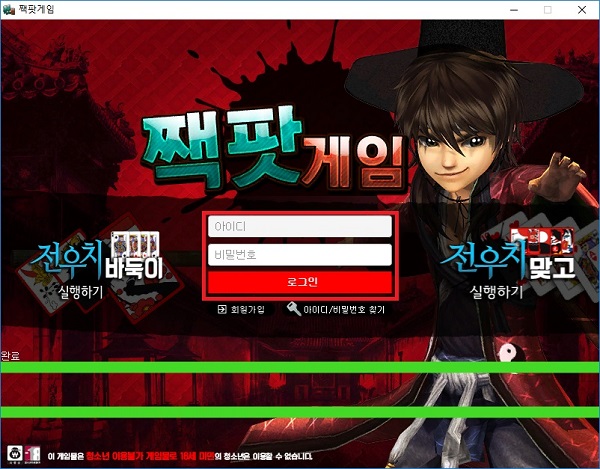 짹팟게임
짹팟게임
아이디
비밀번호
로그인
회원가입
아이디/비밀번호 찾기
전우치
바둑이
실행하기
전우치
맞고
실행하기
완료
이 게임물은 청소년 이용불가 게임물로 18세 미만의 청소년은 이용할 수 없습니다.